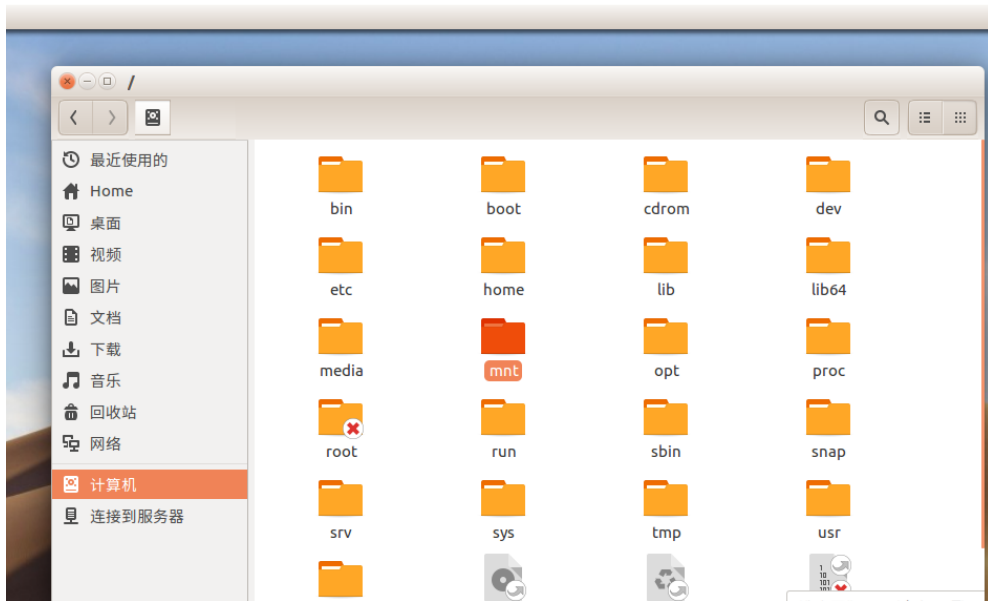 /
最近使用的
Home
桌面
视频
图片
文档
下载
音乐
回收站
网络
计算机
连接到服务器
bin boot cdrom dev
etc home lib lib64
media mnt opt proc
root run sbin snap
srv sys tmp usr